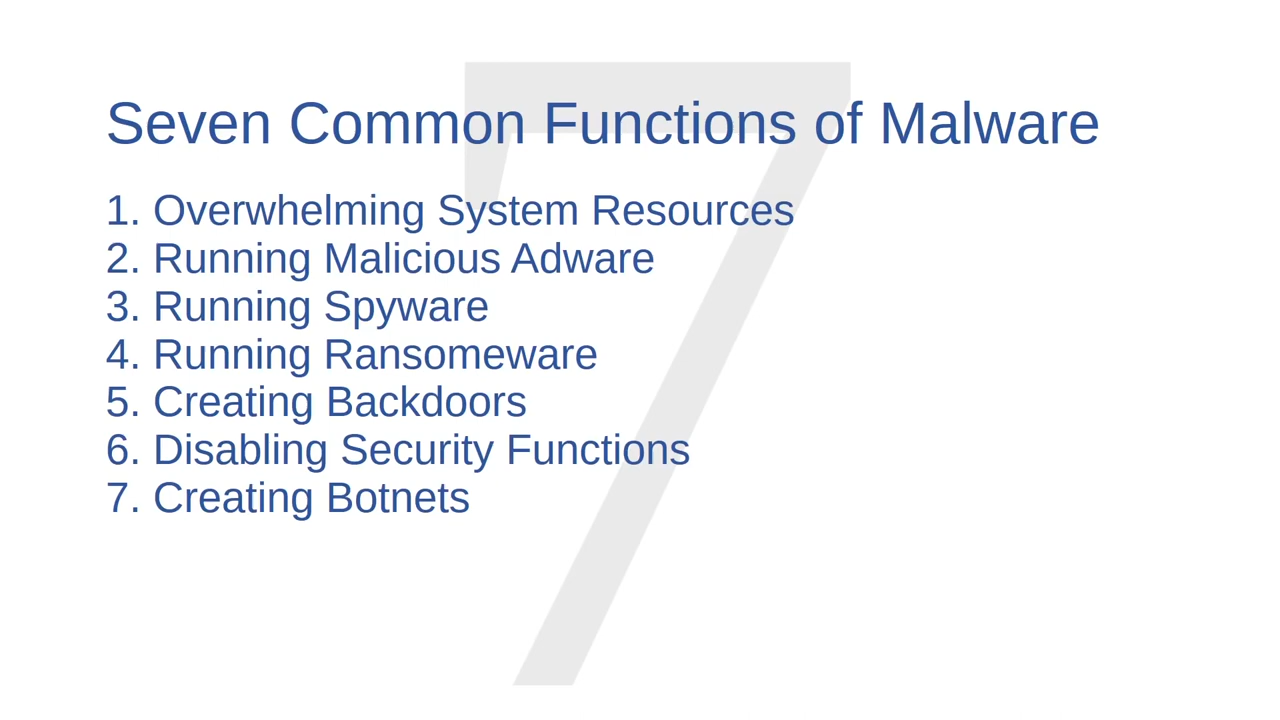 Seven Common Functions of Malware
1. Overwhelming System Resources
2. Running Malicious Adware
3. Running Spyware
4. Running Ransomeware
5. Creating Backdoors
6. Disabling Security Functions
7. Creating Botnets
7